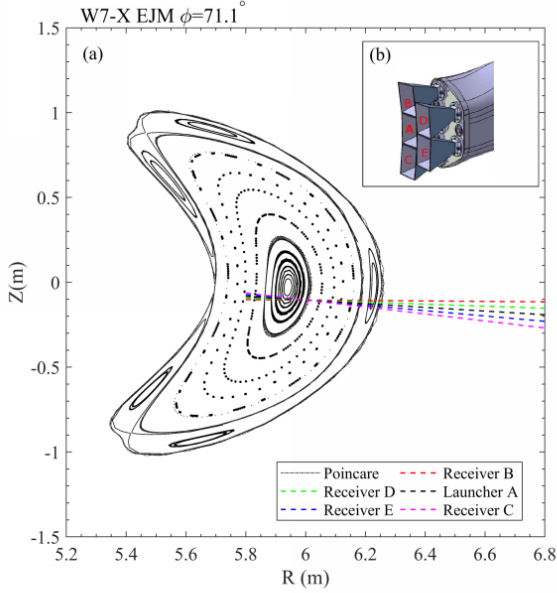 W7-X EJM ϕ=71.1°
(a)
(b)
B
D
A
E
C
1.5
1
0.5
0
-0.5
-1
-1.5
Z(m)
5.2 5.4 5.6 5.8 6 6.2 6.4 6.6 6.8
R (m)
Poincare
Receiver B
Receiver D
Launcher A
Receiver E
Receiver C